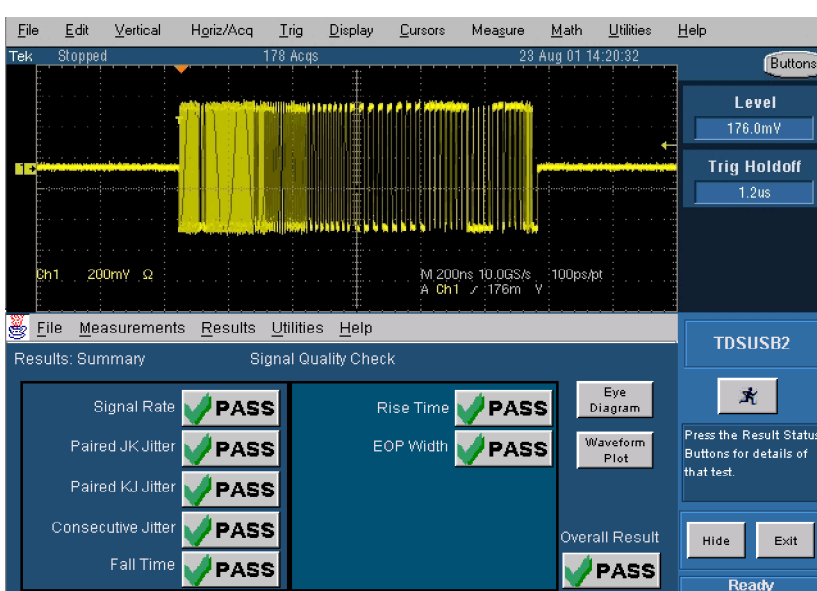 File Edit Vertical Horiz/Acq Trig Display Cursors Measure Math Utilities Help
Tek Stopped 178 Acqs 23 Aug 01 14:20:32
Buttons
Level
176.0mV
Trig Holdoff
1.2us
1
Ch1 200mV Ω M 200ns 10.0GS/s 100ps/pt
A Ch1 / 176m V
File Measurements Results Utilities Help
Results: Summary Signal Quality Check
TDSUSB2
Signal Rate PASS
Paired JK Jitter PASS
Paired KJ Jitter PASS
Consecutive Jitter PASS
Fall Time PASS
Rise Time PASS
EOP Width PASS
Eye
Diagram
Waveform
Plot
Overall Result
PASS
Press the Result Status
Buttons for details of
that test.
Hide Exit
Ready